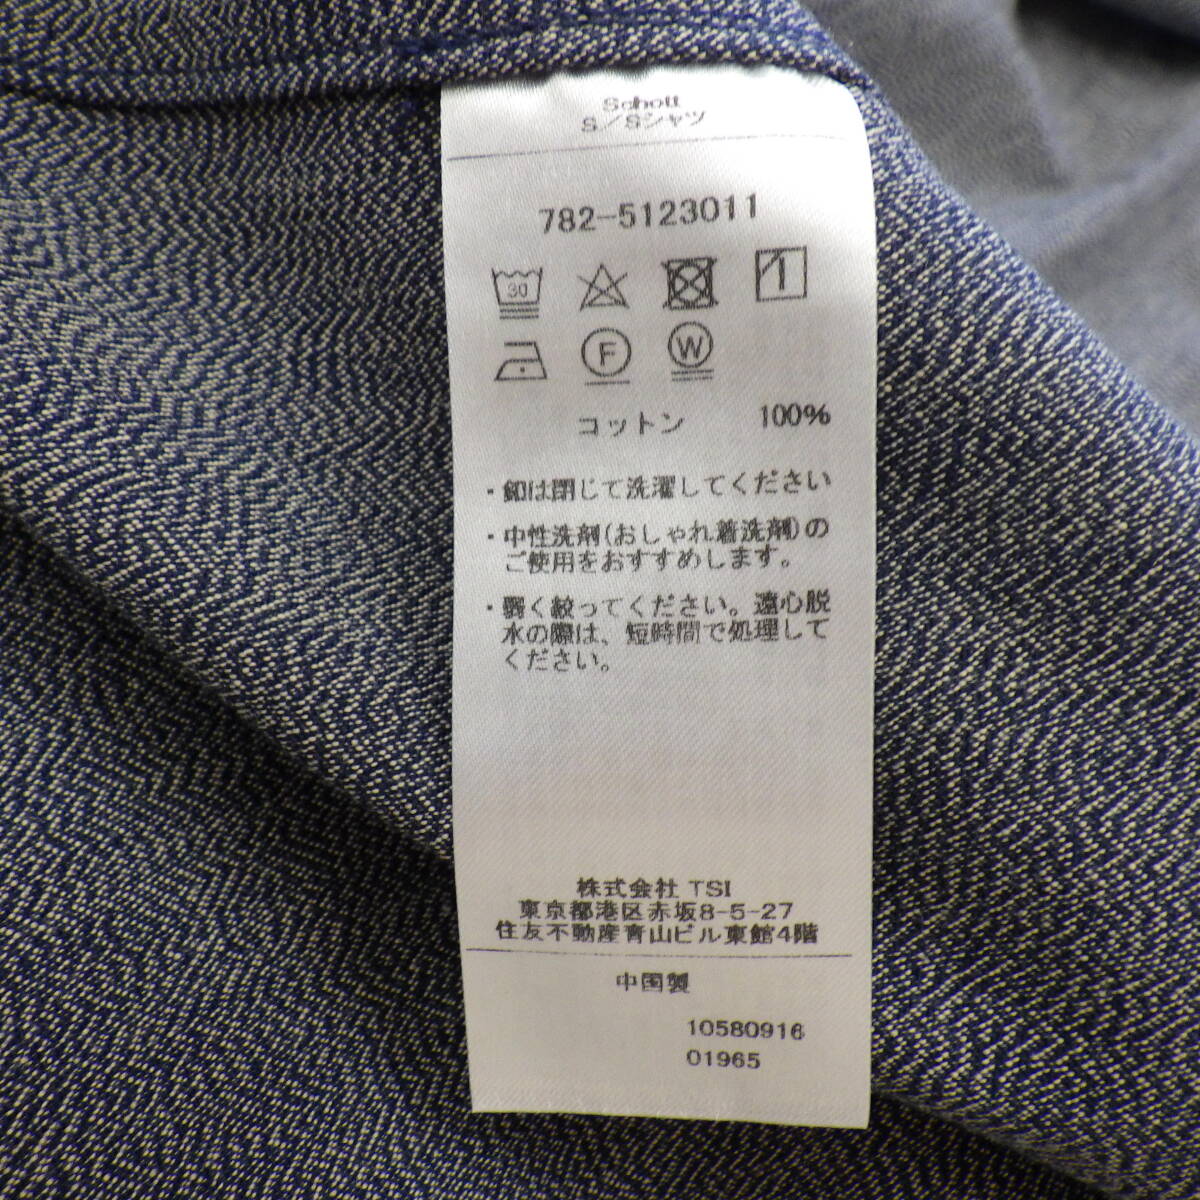 Schott
S／Sシャツ
782-5123011
30
F
W
コットン 100%
・釦は閉じて洗濯してください
・中性洗剤(おしゃれ着洗剤)の
ご使用をおすすめします。
・弱く絞ってください。遠心脱
水の際は、短時間で処理して
ください。
株式会社 TSI
東京都港区赤坂8-5-27
住友不動産青山ビル東館4階
中国製
10580916
01965